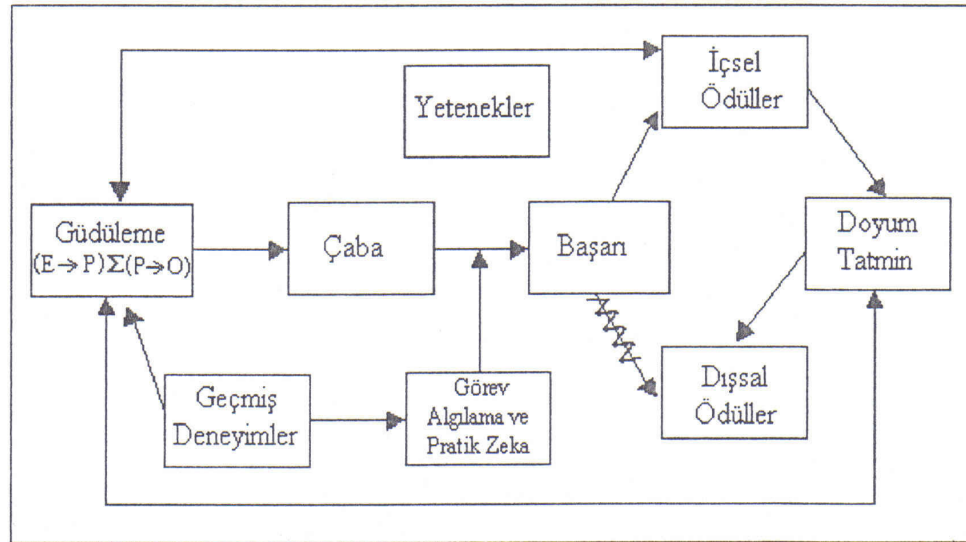 İçsel
Ödüller
Yetenekler
Güdüleme
(E→P)Σ(P→O)
Çaba
Başarı
Doyum
Tatmin
Geçmiş
Deneyimler
Görev
Algılama ve
Pratik Zeka
Dışsal
Ödüller